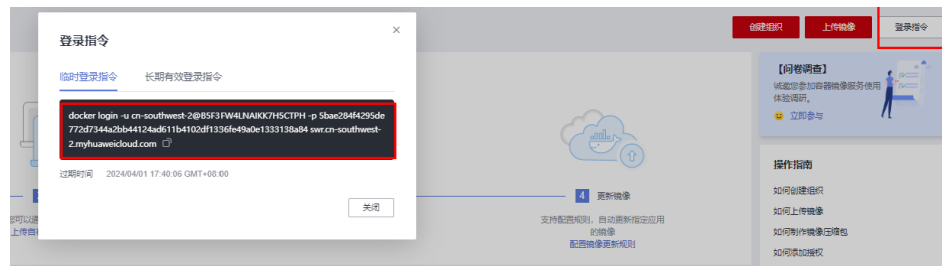 创建组织
上传镜像
登录指令
登录指令
×
临时登录指令
长期有效登录指令
docker login -u cn-southwest-2@85F3FW4LNAIKK7H5CTPH -p 5bae284f4295de
772d7344a2bb44124ad611b4102df1336fe49a0e1333138a84 swr.cn-southwest-
2.myhuaweicloud.com
过期时间 2024/04/01 17:40:06 GMT+08:00
关闭
上传自
4 更新镜像
支持配置规则，自动更新指定应用
的镜像
配置镜像更新规则
【问卷调查】
诚邀您参加容器镜像服务使用
体验调研。
立即参与
操作指南
如何创建组织
如何上传镜像
如何制作镜像压缩包
如何添加授权